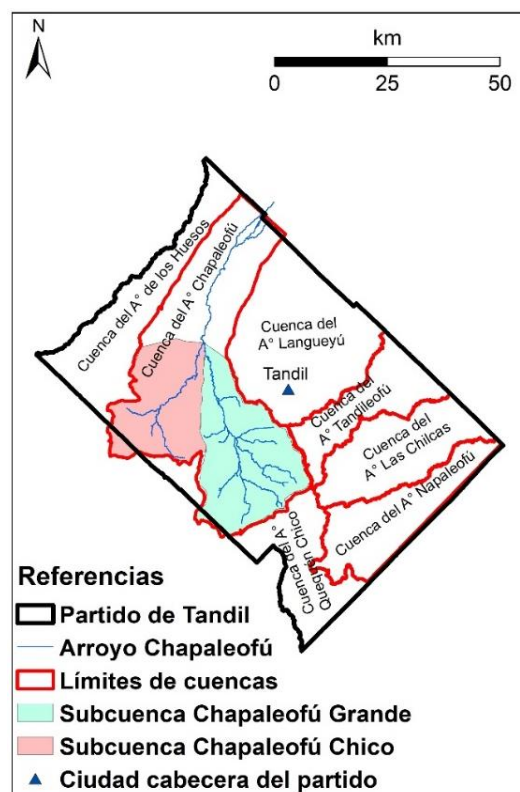 N
km
0
25
50
Cuenca del A° de los Huesos
Cuenca del A° Chapaleofú
Cuenca del
A° Langueyú
Tandil
Cuenca del
A° Tandileofú
Cuenca del
A° Las Chilcas
Cuenca del A° Napaleofú
Cuenca del A°
Quequén Chico
Referencias
Partido de Tandil
Arroyo Chapaleofú
Límites de cuencas
Subcuenca Chapaleofú Grande
Subcuenca Chapaleofú Chico
Ciudad cabecera del partido